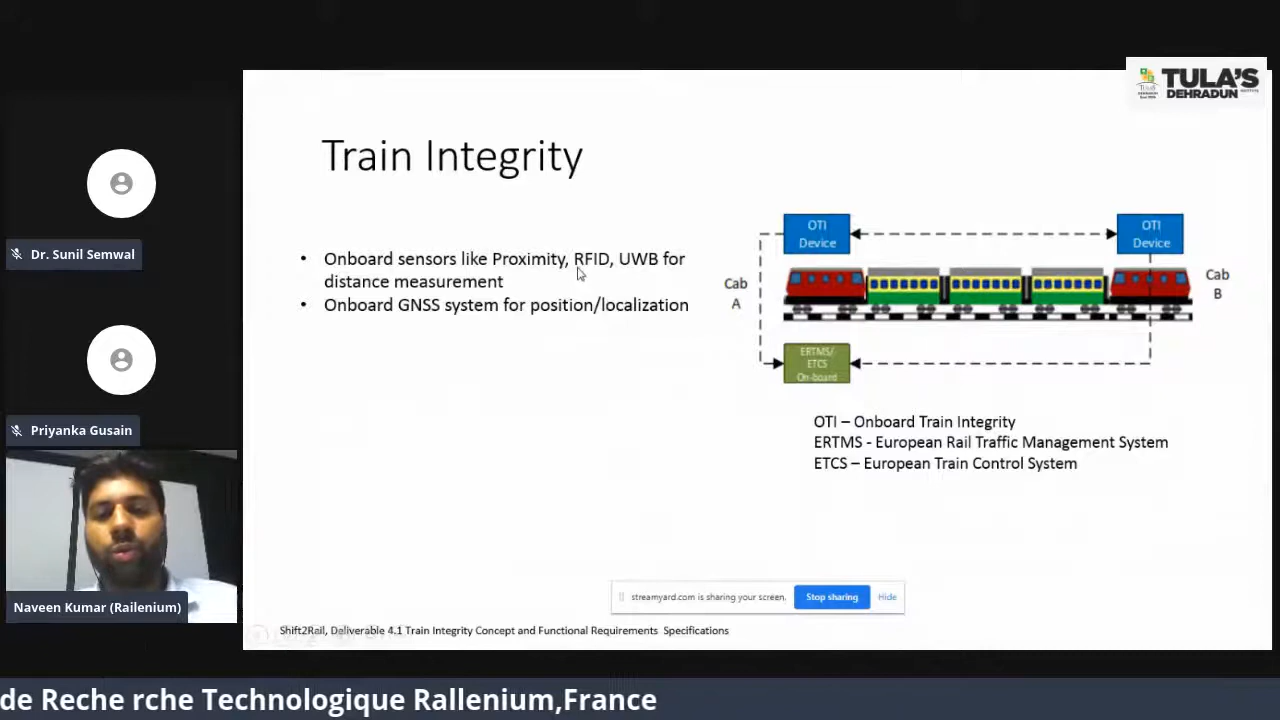 TULA'S
DEHRADUN
Train Integrity
• Onboard sensors like Proximity, RFID, UWB for
distance measurement
• Onboard GNSS system for position/localization
OTI
Device
OTI
Device
Cab
A
Cab
B
ERTMS/
ETCS
On-board
OTI – Onboard Train Integrity
ERTMS - European Rail Traffic Management System
ETCS – European Train Control System
Dr. Sunil Semwal
Priyanka Gusain
Naveen Kumar (Railenium)
streamyard.com is sharing your screen.
Stop sharing
Hide
Shift2Rail, Deliverable 4.1 Train Integrity Concept and Functional Requirements Specifications
de Reche rche Technologique Rallenium,France